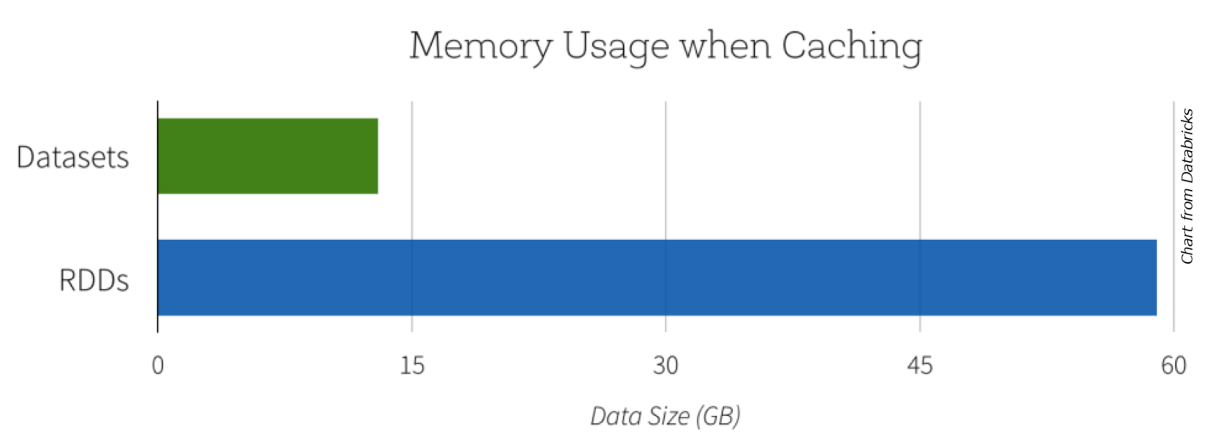 Memory Usage when Caching
Datasets
RDDs
0 15 30 45 60
Data Size (GB)
Chart from Databricks